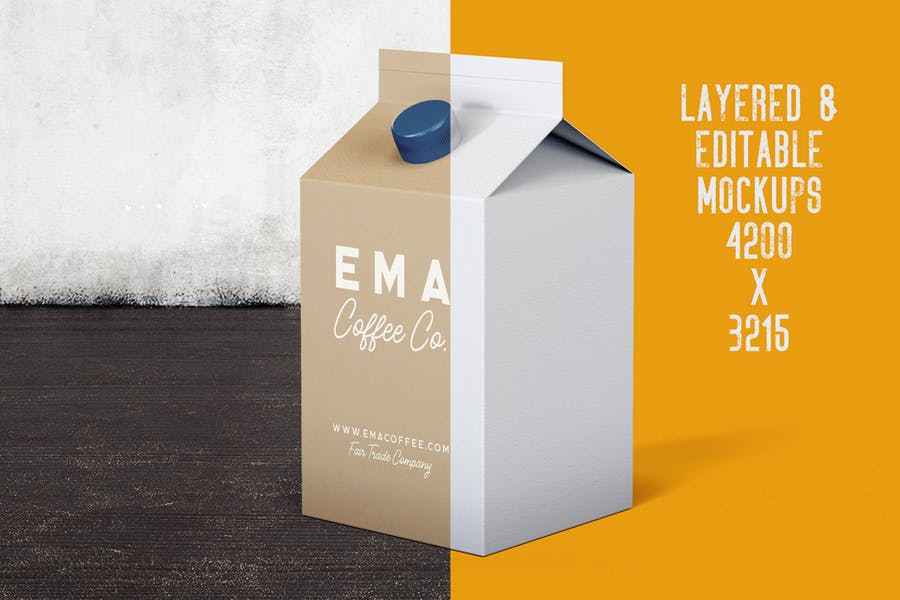 EMA
Coffee Co.
WWW.EMACOFFEE.COM
Fair Trade Company
LAYERED &
EDITABLE
MOCKUPS
4200
X
3215